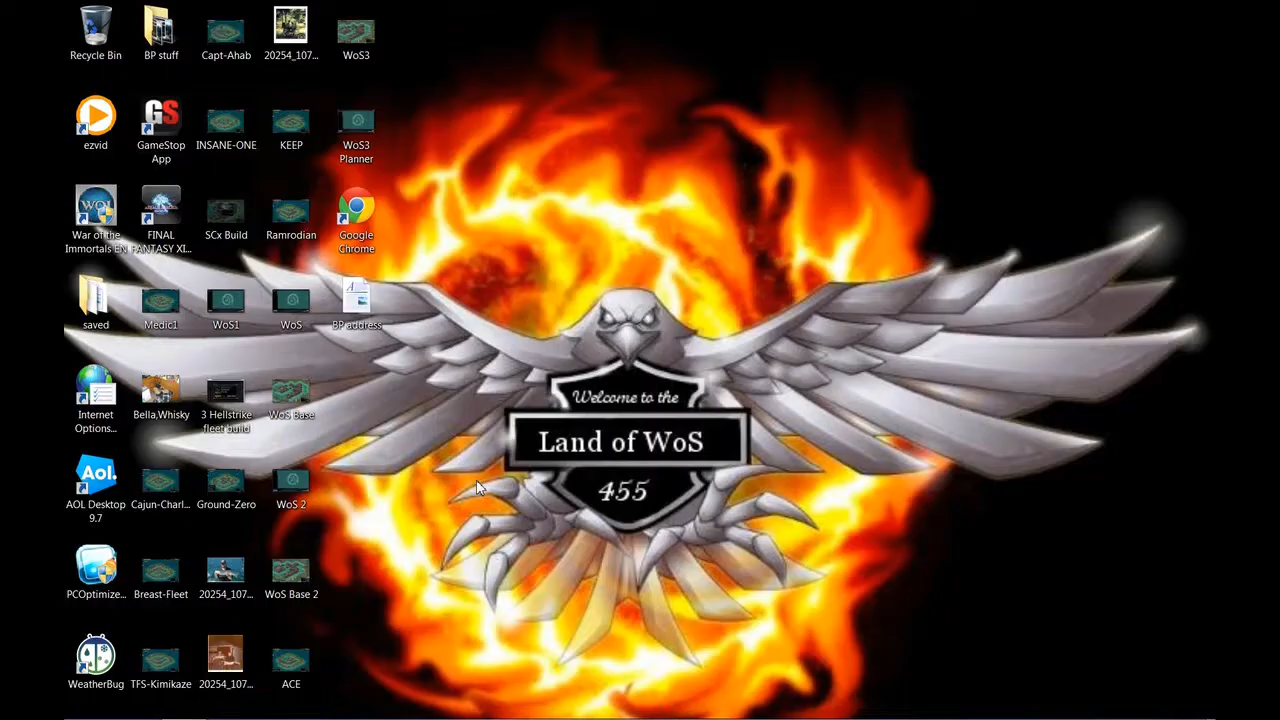 Recycle Bin
BP stuff
Capt-Ahab
20254_107...
WoS3
ezvid
GS
GameStop
App
INSANE-ONE
KEEP
WoS3
Planner
War of the
Immortals EN
FINAL
FANTASY XI...
SCx Build
Ramrodian
Google
Chrome
saved
Medic1
WoS1
WoS
BP address
Internet
Options...
Bella,Whisky
3 Hellstrike
fleet build
WoS Base
Aol.
AOL Desktop
9.7
Cajun-Charl...
Ground-Zero
WoS 2
PCOptimize...
Breast-Fleet
20254_107...
WoS Base 2
WeatherBug
TFS-Kimikaze
20254_107...
ACE
Welcome to the
Land of WoS
455